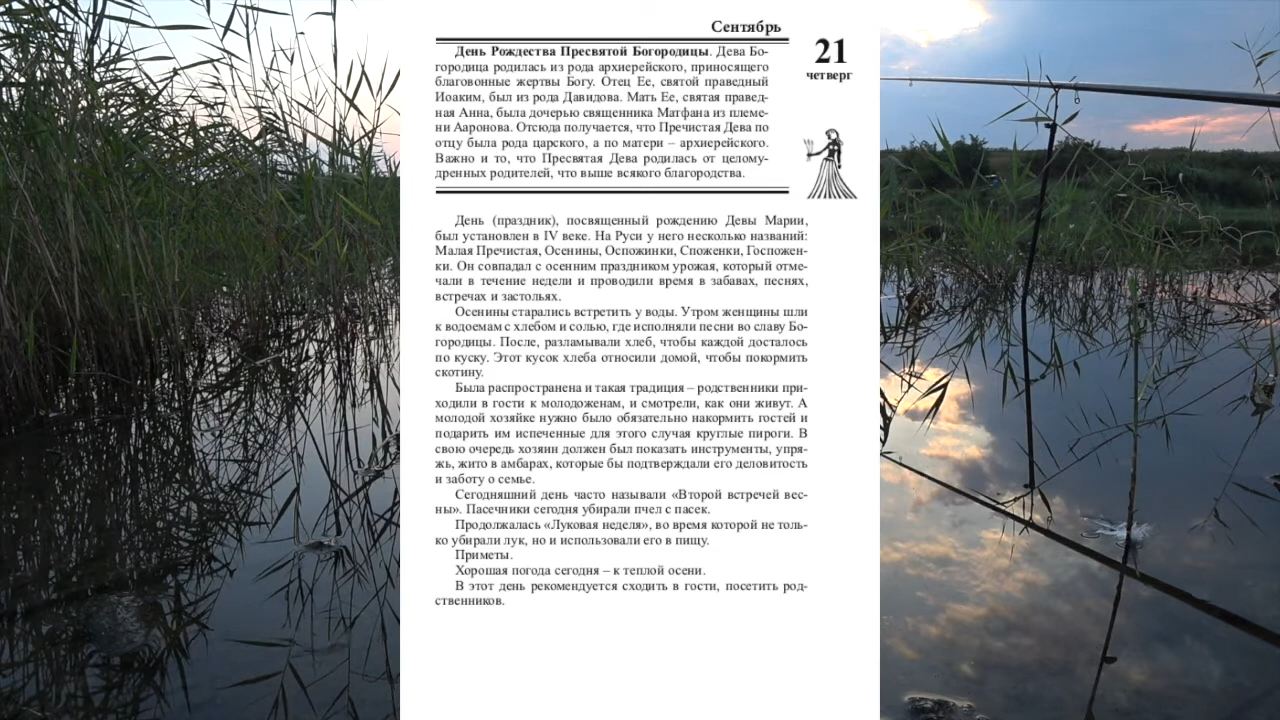 Сентябрь
21
четверг
День Рождества Пресвятой Богородицы. Дева Бо-
городица родилась из рода архиерейского, приносящего
благовонные жертвы Богу. Отец Ее, святой праведный
Иоаким, был из рода Давидова. Мать Ее, святая правед-
ная Анна, была дочерью священника Матфана из племе-
ни Ааронова. Отсюда получается, что Пречистая Дева по
отцу была рода царского, а по матери – архиерейского.
Важно и то, что Пресвятая Дева родилась от целому-
дренных родителей, что выше всякого благородства.
День (праздник), посвященный рождению Девы Марии,
был установлен в IV веке. На Руси у него несколько названий:
Малая Пречистая, Осенины, Оспожинки, Споженки, Госпожен-
ки. Он совпадал с осенним праздником урожая, который отме-
чали в течение недели и проводили время в забавах, песнях,
встречах и застольях.
Осенины старались встретить у воды. Утром женщины шли
к водоемам с хлебом и солью, где исполняли песни во славу Бо-
городицы. После, разламывали хлеб, чтобы каждой досталось
по куску. Этот кусок хлеба относили домой, чтобы покормить
скотину.
Была распространена и такая традиция – родственники при-
ходили в гости к молодоженам, и смотрели, как они живут. А
молодой хозяйке нужно было обязательно накормить гостей и
подарить им испеченные для этого случая круглые пироги. В
свою очередь хозяин должен был показать инструменты, упря-
жь, жито в амбарах, которые бы подтверждали его деловитость
и заботу о семье.
Сегодняшний день часто называли «Второй встречей вес-
ны». Пасечники сегодня убирали пчел с пасек.
Продолжалась «Луковая неделя», во время которой не толь-
ко убирали лук, но и использовали его в пищу.
Приметы.
Хорошая погода сегодня – к теплой осени.
В этот день рекомендуется сходить в гости, посетить род-
ственников.